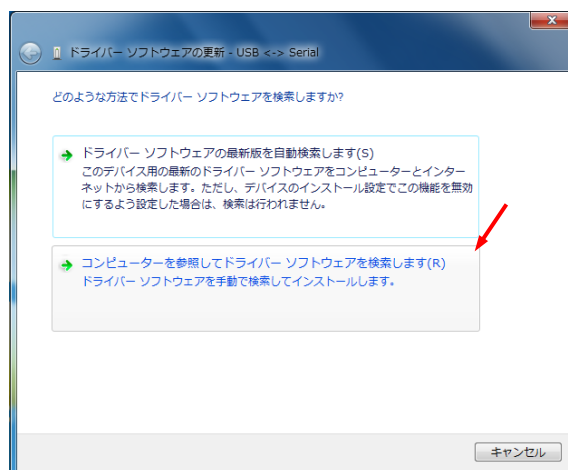 ドライバー ソフトウェアの更新 - USB <-> Serial
どのような方法でドライバー ソフトウェアを検索しますか?
ドライバー ソフトウェアの最新版を自動検索します(S)
このデバイス用の最新のドライバー ソフトウェアをコンピューターとインター
ネットから検索します。ただし、デバイスのインストール設定でこの機能を無効
にするよう設定した場合は、検索は行われません。
コンピューターを参照してドライバー ソフトウェアを検索します(R)
ドライバー ソフトウェアを手動で検索してインストールします。
キャンセル